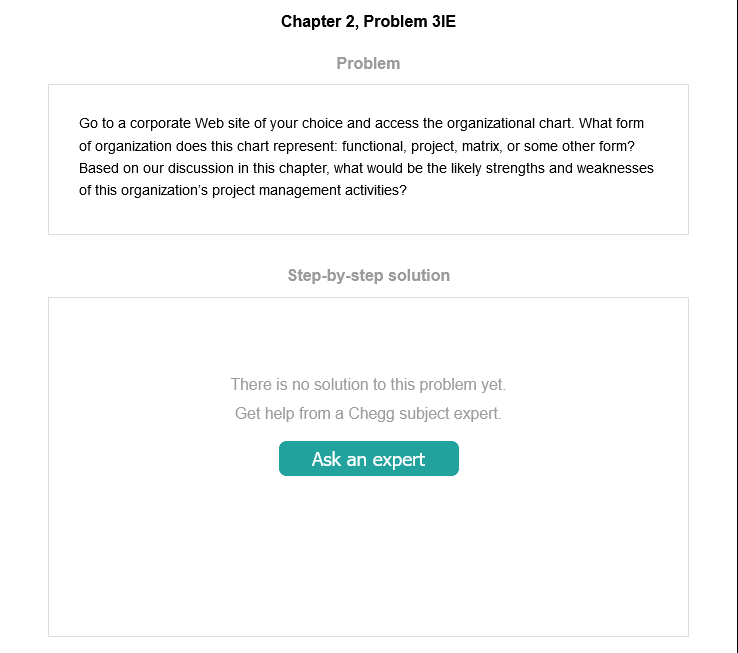 Chapter 2, Problem 3IE
Problem
Go to a corporate Web site of your choice and access the organizational chart. What form
of organization does this chart represent: functional, project, matrix, or some other form?
Based on our discussion in this chapter, what would be the likely strengths and weaknesses
of this organization's project management activities?
Step-by-step solution
There is no solution to this problem yet.
Get help from a Chegg subject expert.
Ask an expert